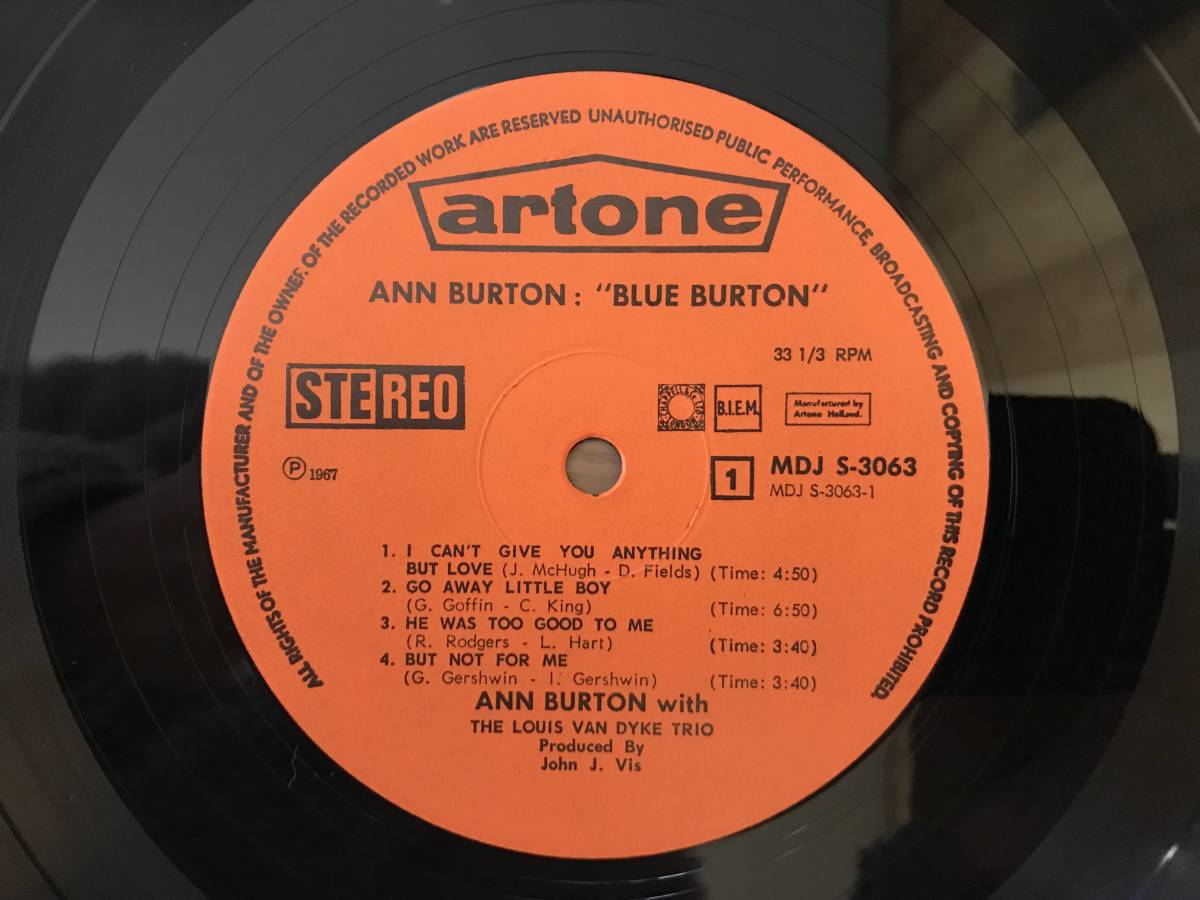 ALL RIGHTS OF THE MANUFACTURER AND OF THE OWNER OF THE RECORDED WORK ARE RESERVED UNAUTHORISED PUBLIC PERFORMANCE, BROADCASTING AND COPYING OF THIS RECORD PROHIBITED.
artone
ANN BURTON: "BLUE BURTON"
33 1/3 RPM
STEREO
CHAPPELL & Co. LTD. LONDON
B.I.E.M.
Manufactured by
Artone Holland.
Ⓟ 1967
1 MDJ S-3063
MDJ S-3063-1
1. I CAN'T GIVE YOU ANYTHING
BUT LOVE (J. McHugh - D. Fields) (Time: 4:50)
2. GO AWAY LITTLE BOY
(G. Goffin - C. King) (Time: 6:50)
3. HE WAS TOO GOOD TO ME
(R. Rodgers - L. Hart) (Time: 3:40)
4. BUT NOT FOR ME
(G. Gershwin - I. Gershwin) (Time: 3:40)
ANN BURTON with
THE LOUIS VAN DYKE TRIO
Produced By
John J. Vis